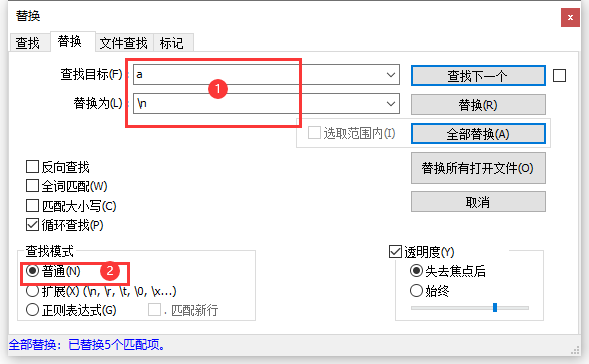 替换
x
查找 替换 文件查找 标记
查找目标(F) : a
查找下一个
1
替换为(L) : \n
替换(R)
选取范围内(I)
全部替换(A)
替换所有打开文件(O)
取消
反向查找
全词匹配(W)
匹配大小写(C)
循环查找(P)
查找模式
普通(N) 2
扩展(X) (\n, \r, \t, \0, \x...)
正则表达式(G) . 匹配新行
透明度(Y)
失去焦点后
始终
全部替换: 已替换5个匹配项。